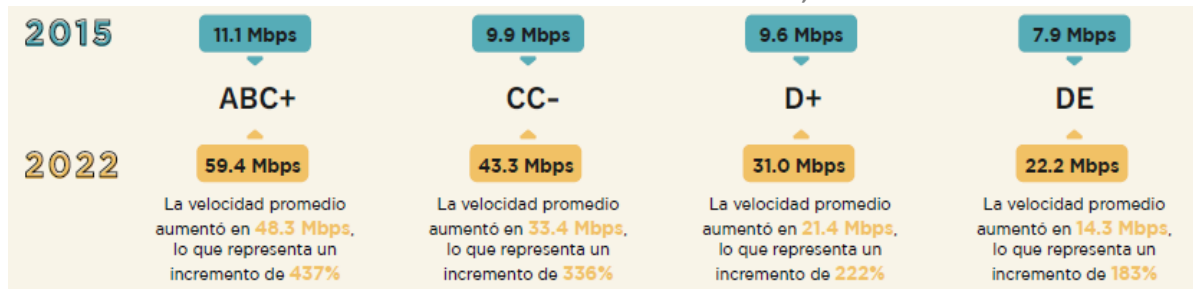 2015
11.1 Mbps
9.9 Mbps
9.6 Mbps
7.9 Mbps
ABC+
CC-
D+
DE
2022
59.4 Mbps
43.3 Mbps
31.0 Mbps
22.2 Mbps
La velocidad promedio
aumentó en 48.3 Mbps,
lo que representa un
incremento de 437%
La velocidad promedio
aumentó en 33.4 Mbps,
lo que representa un
incremento de 336%
La velocidad promedio
aumentó en 21.4 Mbps,
lo que representa un
incremento de 222%
La velocidad promedio
aumentó en 14.3 Mbps,
lo que representa un
incremento de 183%